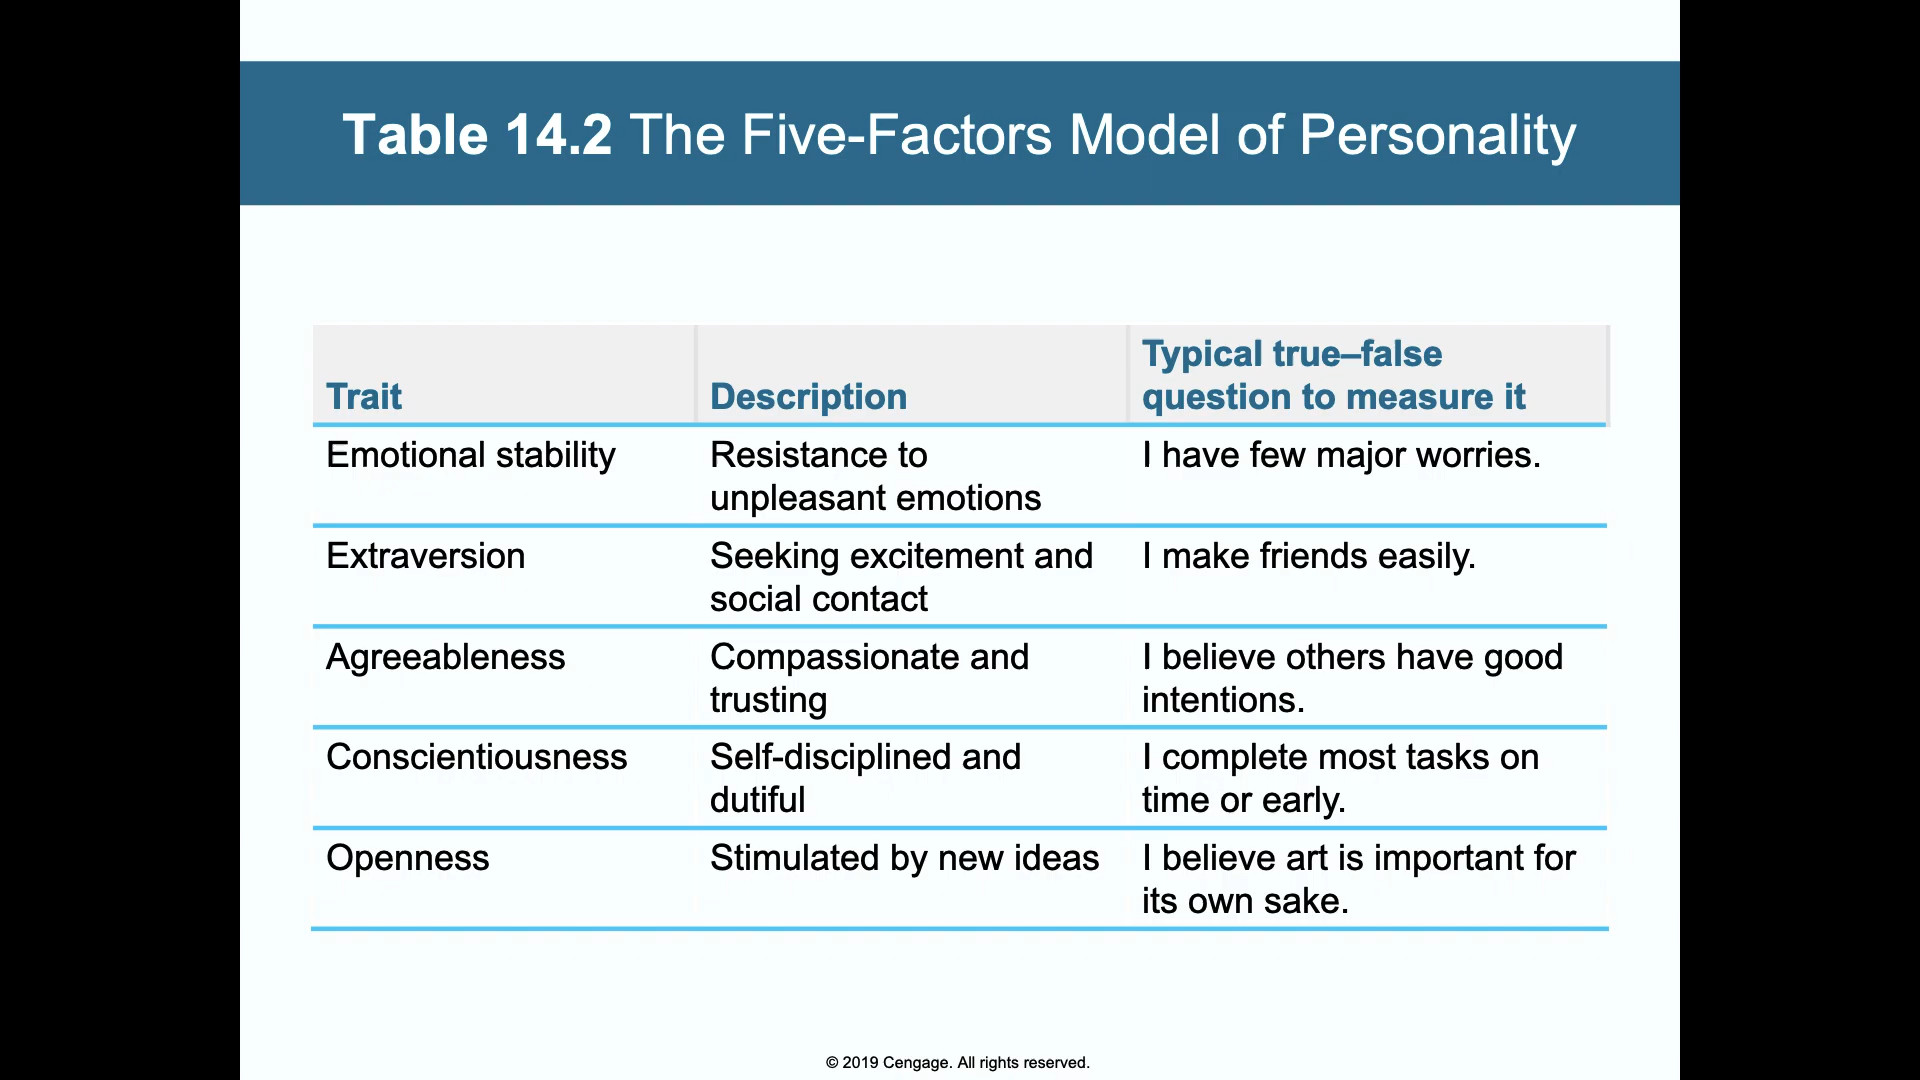 Table 14.2 The Five-Factors Model of Personality
Trait
Description
Typical true–false
question to measure it
Emotional stability
Resistance to
unpleasant emotions
I have few major worries.
Extraversion
Seeking excitement and
social contact
I make friends easily.
Agreeableness
Compassionate and
trusting
I believe others have good
intentions.
Conscientiousness
Self-disciplined and
dutiful
I complete most tasks on
time or early.
Openness
Stimulated by new ideas
I believe art is important for
its own sake.
© 2019 Cengage. All rights reserved.